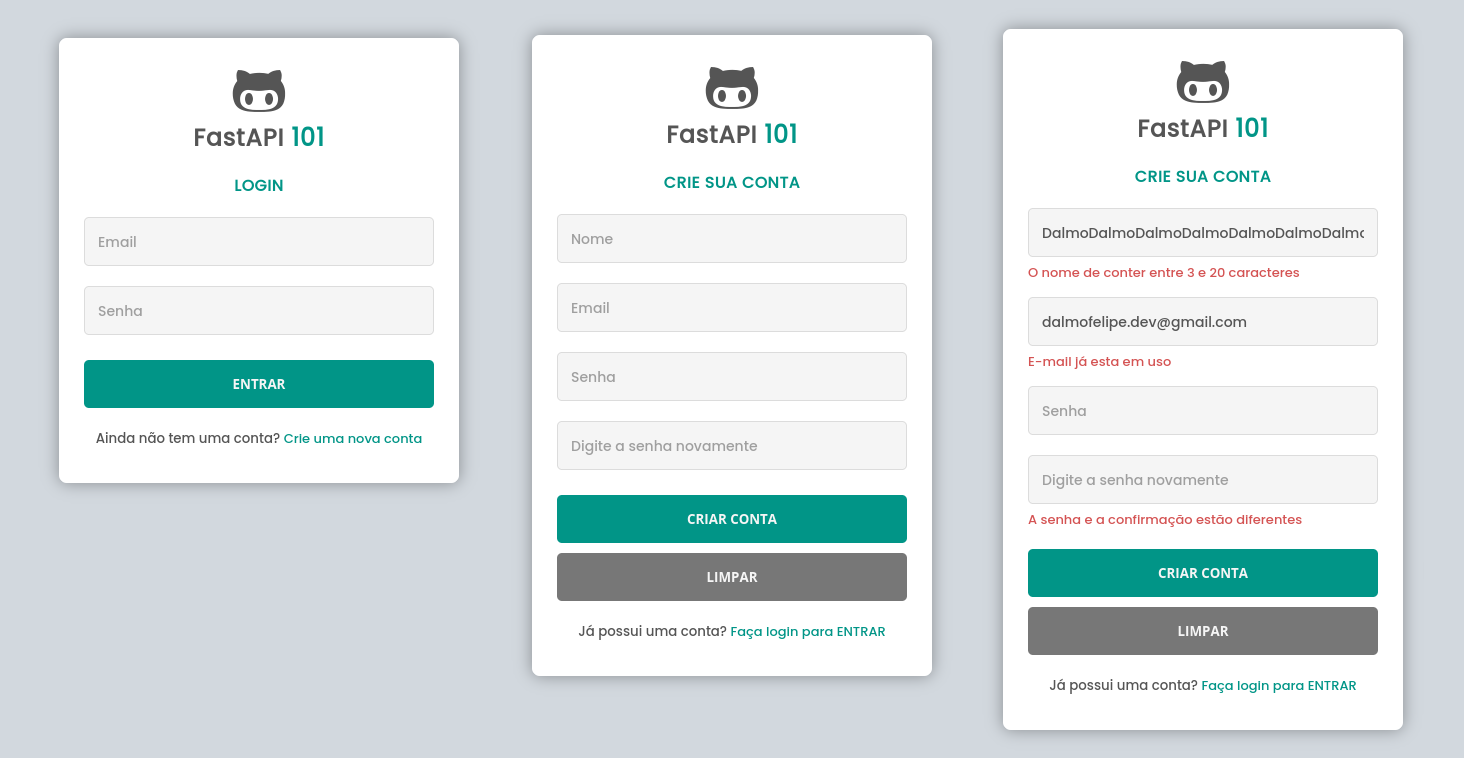 FastAPI 101
LOGIN
Email
Senha
ENTRAR
Ainda não tem uma conta? Crie uma nova conta
FastAPI 101
CRIE SUA CONTA
Nome
Email
Senha
Digite a senha novamente
CRIAR CONTA
LIMPAR
Já possui uma conta? Faça login para ENTRAR
FastAPI 101
CRIE SUA CONTA
DalmoDalmoDalmoDalmoDalmoDalmoDalmo
O nome de conter entre 3 e 20 caracteres
dalmofelipe.dev@gmail.com
E-mail já esta em uso
Senha
Digite a senha novamente
A senha e a confirmação estão diferentes
CRIAR CONTA
LIMPAR
Já possui uma conta? Faça login para ENTRAR